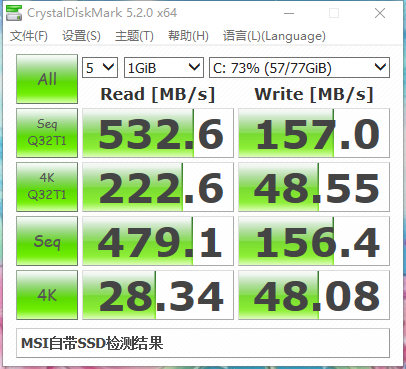 CrystalDiskMark 5.2.0 x64
文件(F) 设置(S) 主题(T) 帮助(H) 语言(L)(Language)
All 5 1GiB C: 73% (57/77GiB)
Read [MB/s] Write [MB/s]
Seq Q32T1 532.6 157.0
4K Q32T1 222.6 48.55
Seq 479.1 156.4
4K 28.34 48.08
MSI自带SSD检测结果